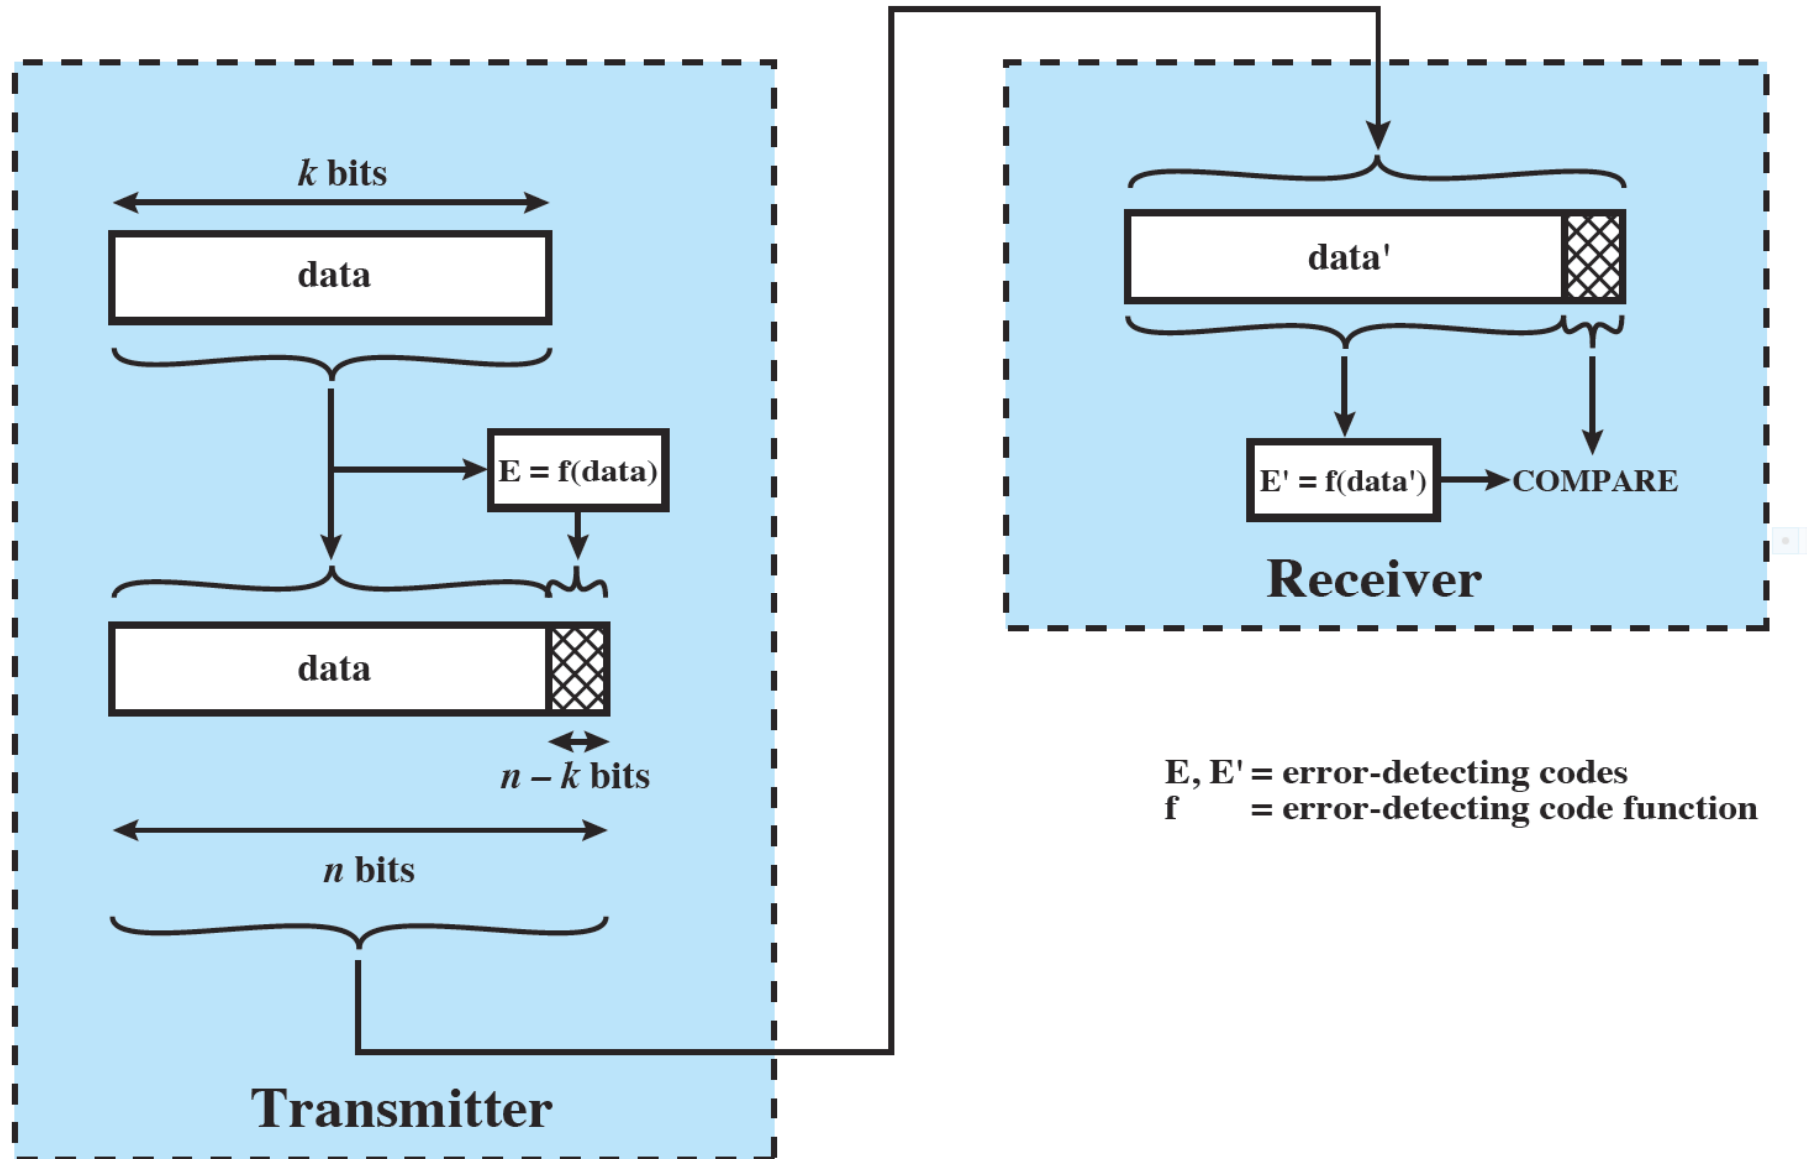 k bits
data
E = f(data)
data
n – k bits
n bits
Transmitter
data'
E' = f(data')
COMPARE
Receiver
E, E' = error-detecting codes
f = error-detecting code function